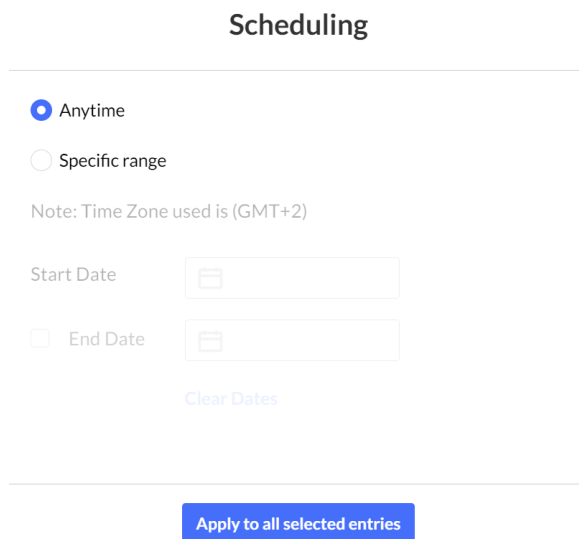 Scheduling
Anytime
Specific range
Note: Time Zone used is (GMT+2)
Start Date
End Date
Clear Dates
Apply to all selected entries